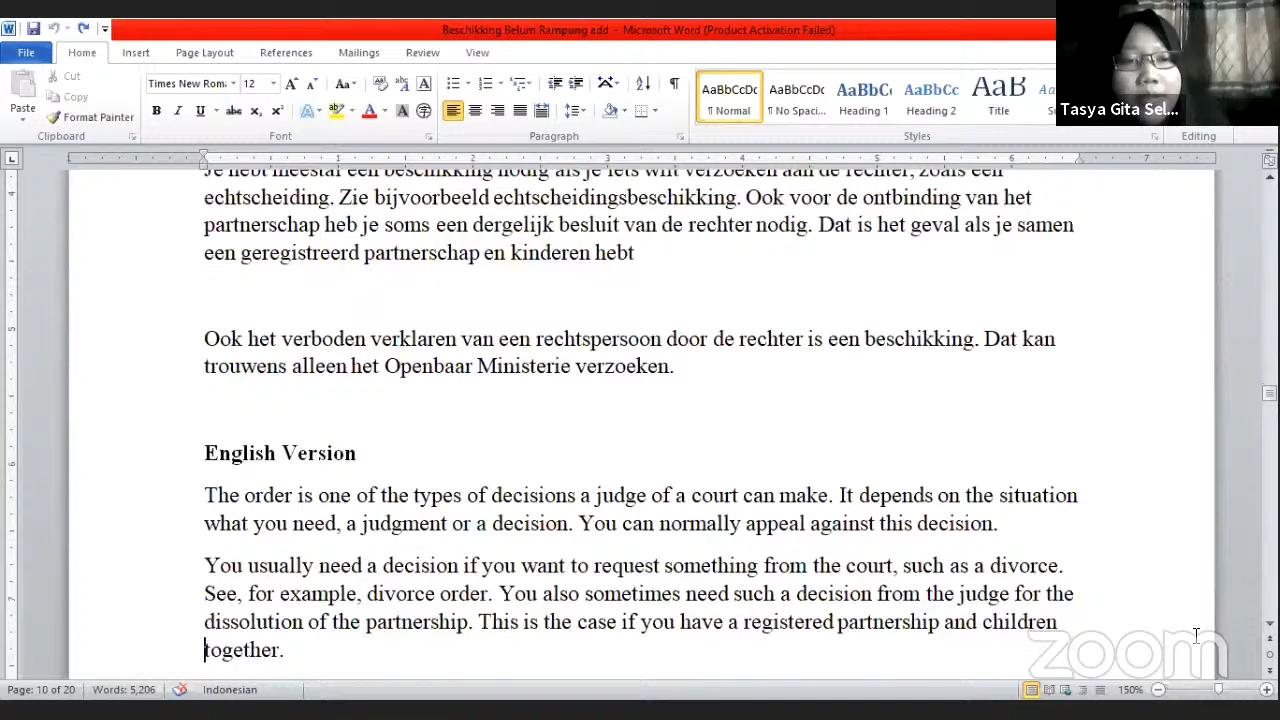 Beschikking Belum Rampung add - Microsoft Word (Product Activation Failed)
File Home Insert Page Layout References Mailings Review View
Cut
Copy
Paste
Format Painter
Times New Rom 12
AaBbCcDc AaBbCcDc AaBbCc AaBbCc AaB
¶ Normal ¶ No Spaci... Heading 1 Heading 2 Title
Clipboard Font Paragraph Styles Editing
Tasya Gita Sel...
1 2 3 4 5 6 7
Je hebt meestal een beschikking nodig als je iets wilt verzoeken aan de rechter, zoals een
echtscheiding. Zie bijvoorbeeld echtscheidingsbeschikking. Ook voor de ontbinding van het
partnerschap heb je soms een dergelijk besluit van de rechter nodig. Dat is het geval als je samen
een geregistreerd partnerschap en kinderen hebt
Ook het verboden verklaren van een rechtspersoon door de rechter is een beschikking. Dat kan
trouwens alleen het Openbaar Ministerie verzoeken.
English Version
The order is one of the types of decisions a judge of a court can make. It depends on the situation
what you need, a judgment or a decision. You can normally appeal against this decision.
You usually need a decision if you want to request something from the court, such as a divorce.
See, for example, divorce order. You also sometimes need such a decision from the judge for the
dissolution of the partnership. This is the case if you have a registered partnership and children
together.
zoom
Page: 10 of 20 Words: 5,206 Indonesian 150%